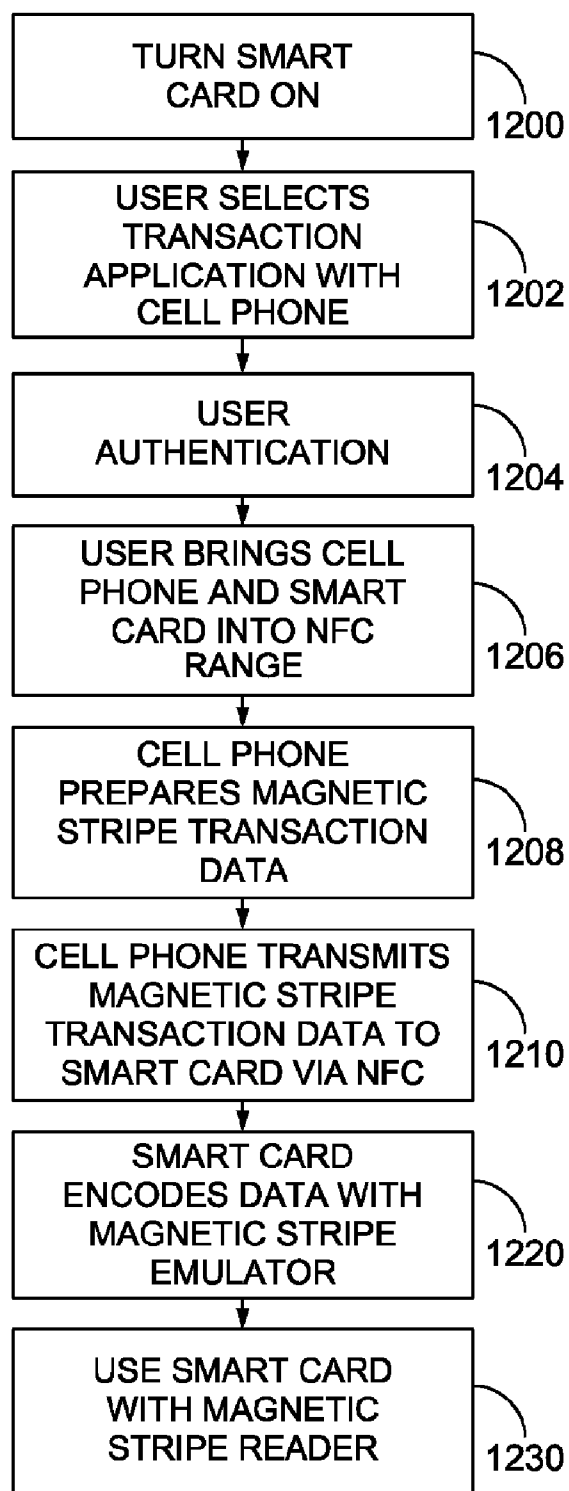 TURN SMART
CARD ON
1200
USER SELECTS
TRANSACTION
APPLICATION WITH
CELL PHONE
1202
USER
AUTHENTICATION
1204
USER BRINGS CELL
PHONE AND SMART
CARD INTO NFC
RANGE
1206
CELL PHONE
PREPARES MAGNETIC
STRIPE TRANSACTION
DATA
1208
CELL PHONE TRANSMITS
MAGNETIC STRIPE
TRANSACTION DATA TO
SMART CARD VIA NFC
1210
SMART CARD
ENCODES DATA WITH
MAGNETIC STRIPE
EMULATOR
1220
USE SMART CARD
WITH MAGNETIC
STRIPE READER
1230